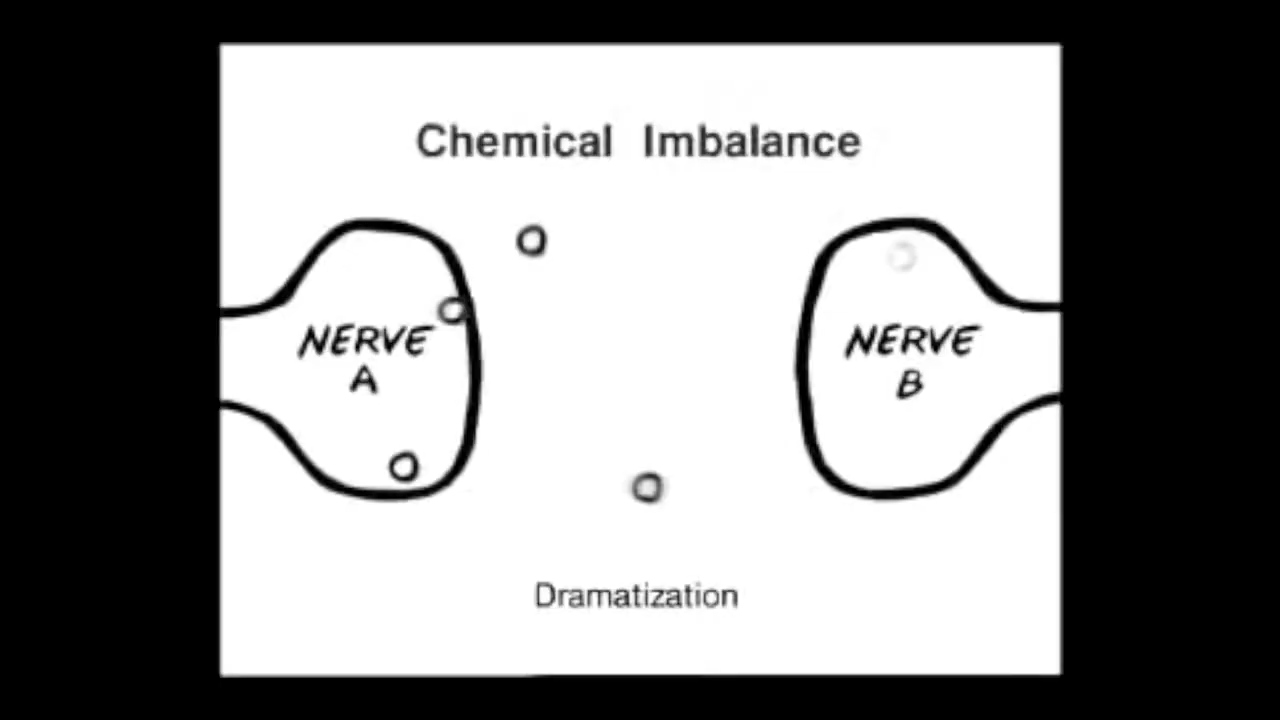 Chemical Imbalance
NERVE
A
NERVE
B
Dramatization